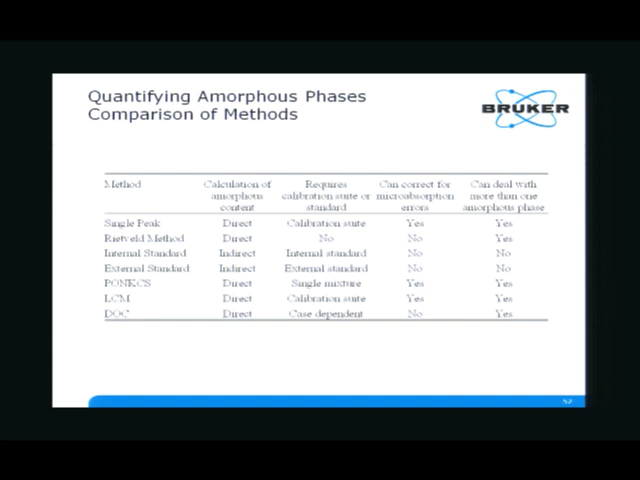 Quantifying Amorphous Phases
Comparison of Methods
BRUKER
Method Calculation of amorphous content Requires calibration suite or standard Can correct for microabsorption errors Can deal with more than one amorphous phase
Single Peak Direct Calibration suite Yes Yes
Rietveld Method Direct No No Yes
Internal Standard Indirect Internal standard No No
External Standard Indirect External standard No No
PONKCS Direct Single mixture Yes Yes
LCM Direct Calibration suite Yes Yes
DOC Direct Case dependent No Yes